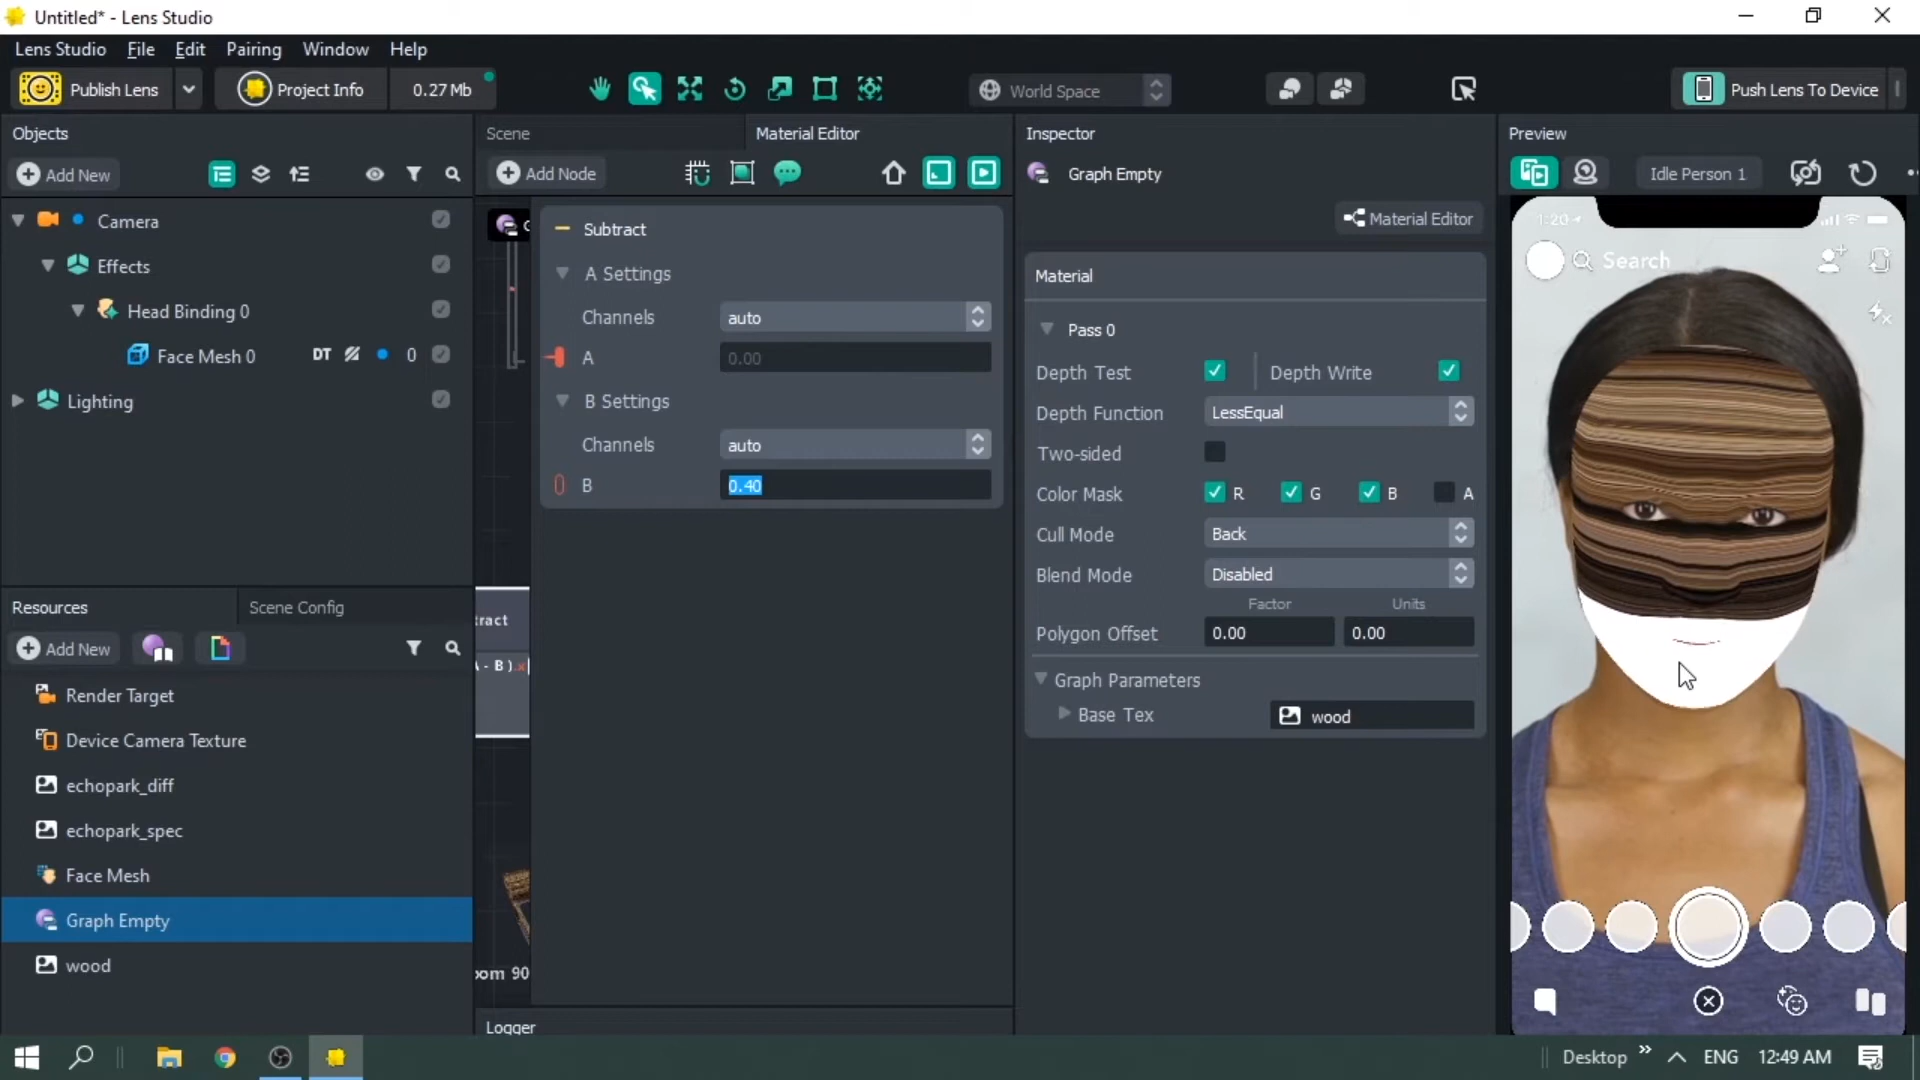 Untitled* - Lens Studio
Lens Studio File Edit Pairing Window Help
Publish Lens Project Info 0.27 Mb World Space Push Lens To Device
Objects
Add New
Camera
Effects
Head Binding 0
Face Mesh 0 DT 0
Lighting
Resources Scene Config
Add New
Render Target
Device Camera Texture
echopark_diff
echopark_spec
Face Mesh
Graph Empty
wood
Scene Material Editor
Add Node
Subtract
A Settings
Channels auto
A 0.00
B Settings
Channels auto
B 0.40
tract
A - B ).x
oom 90
Logger
Inspector
Graph Empty
Material Editor
Material
Pass 0
Depth Test Depth Write
Depth Function LessEqual
Two-sided
Color Mask R G B A
Cull Mode Back
Blend Mode Disabled
Factor Units
Polygon Offset 0.00 0.00
Graph Parameters
Base Tex wood
Preview
Idle Person 1
1:20
Search
Desktop ENG 12:49 AM